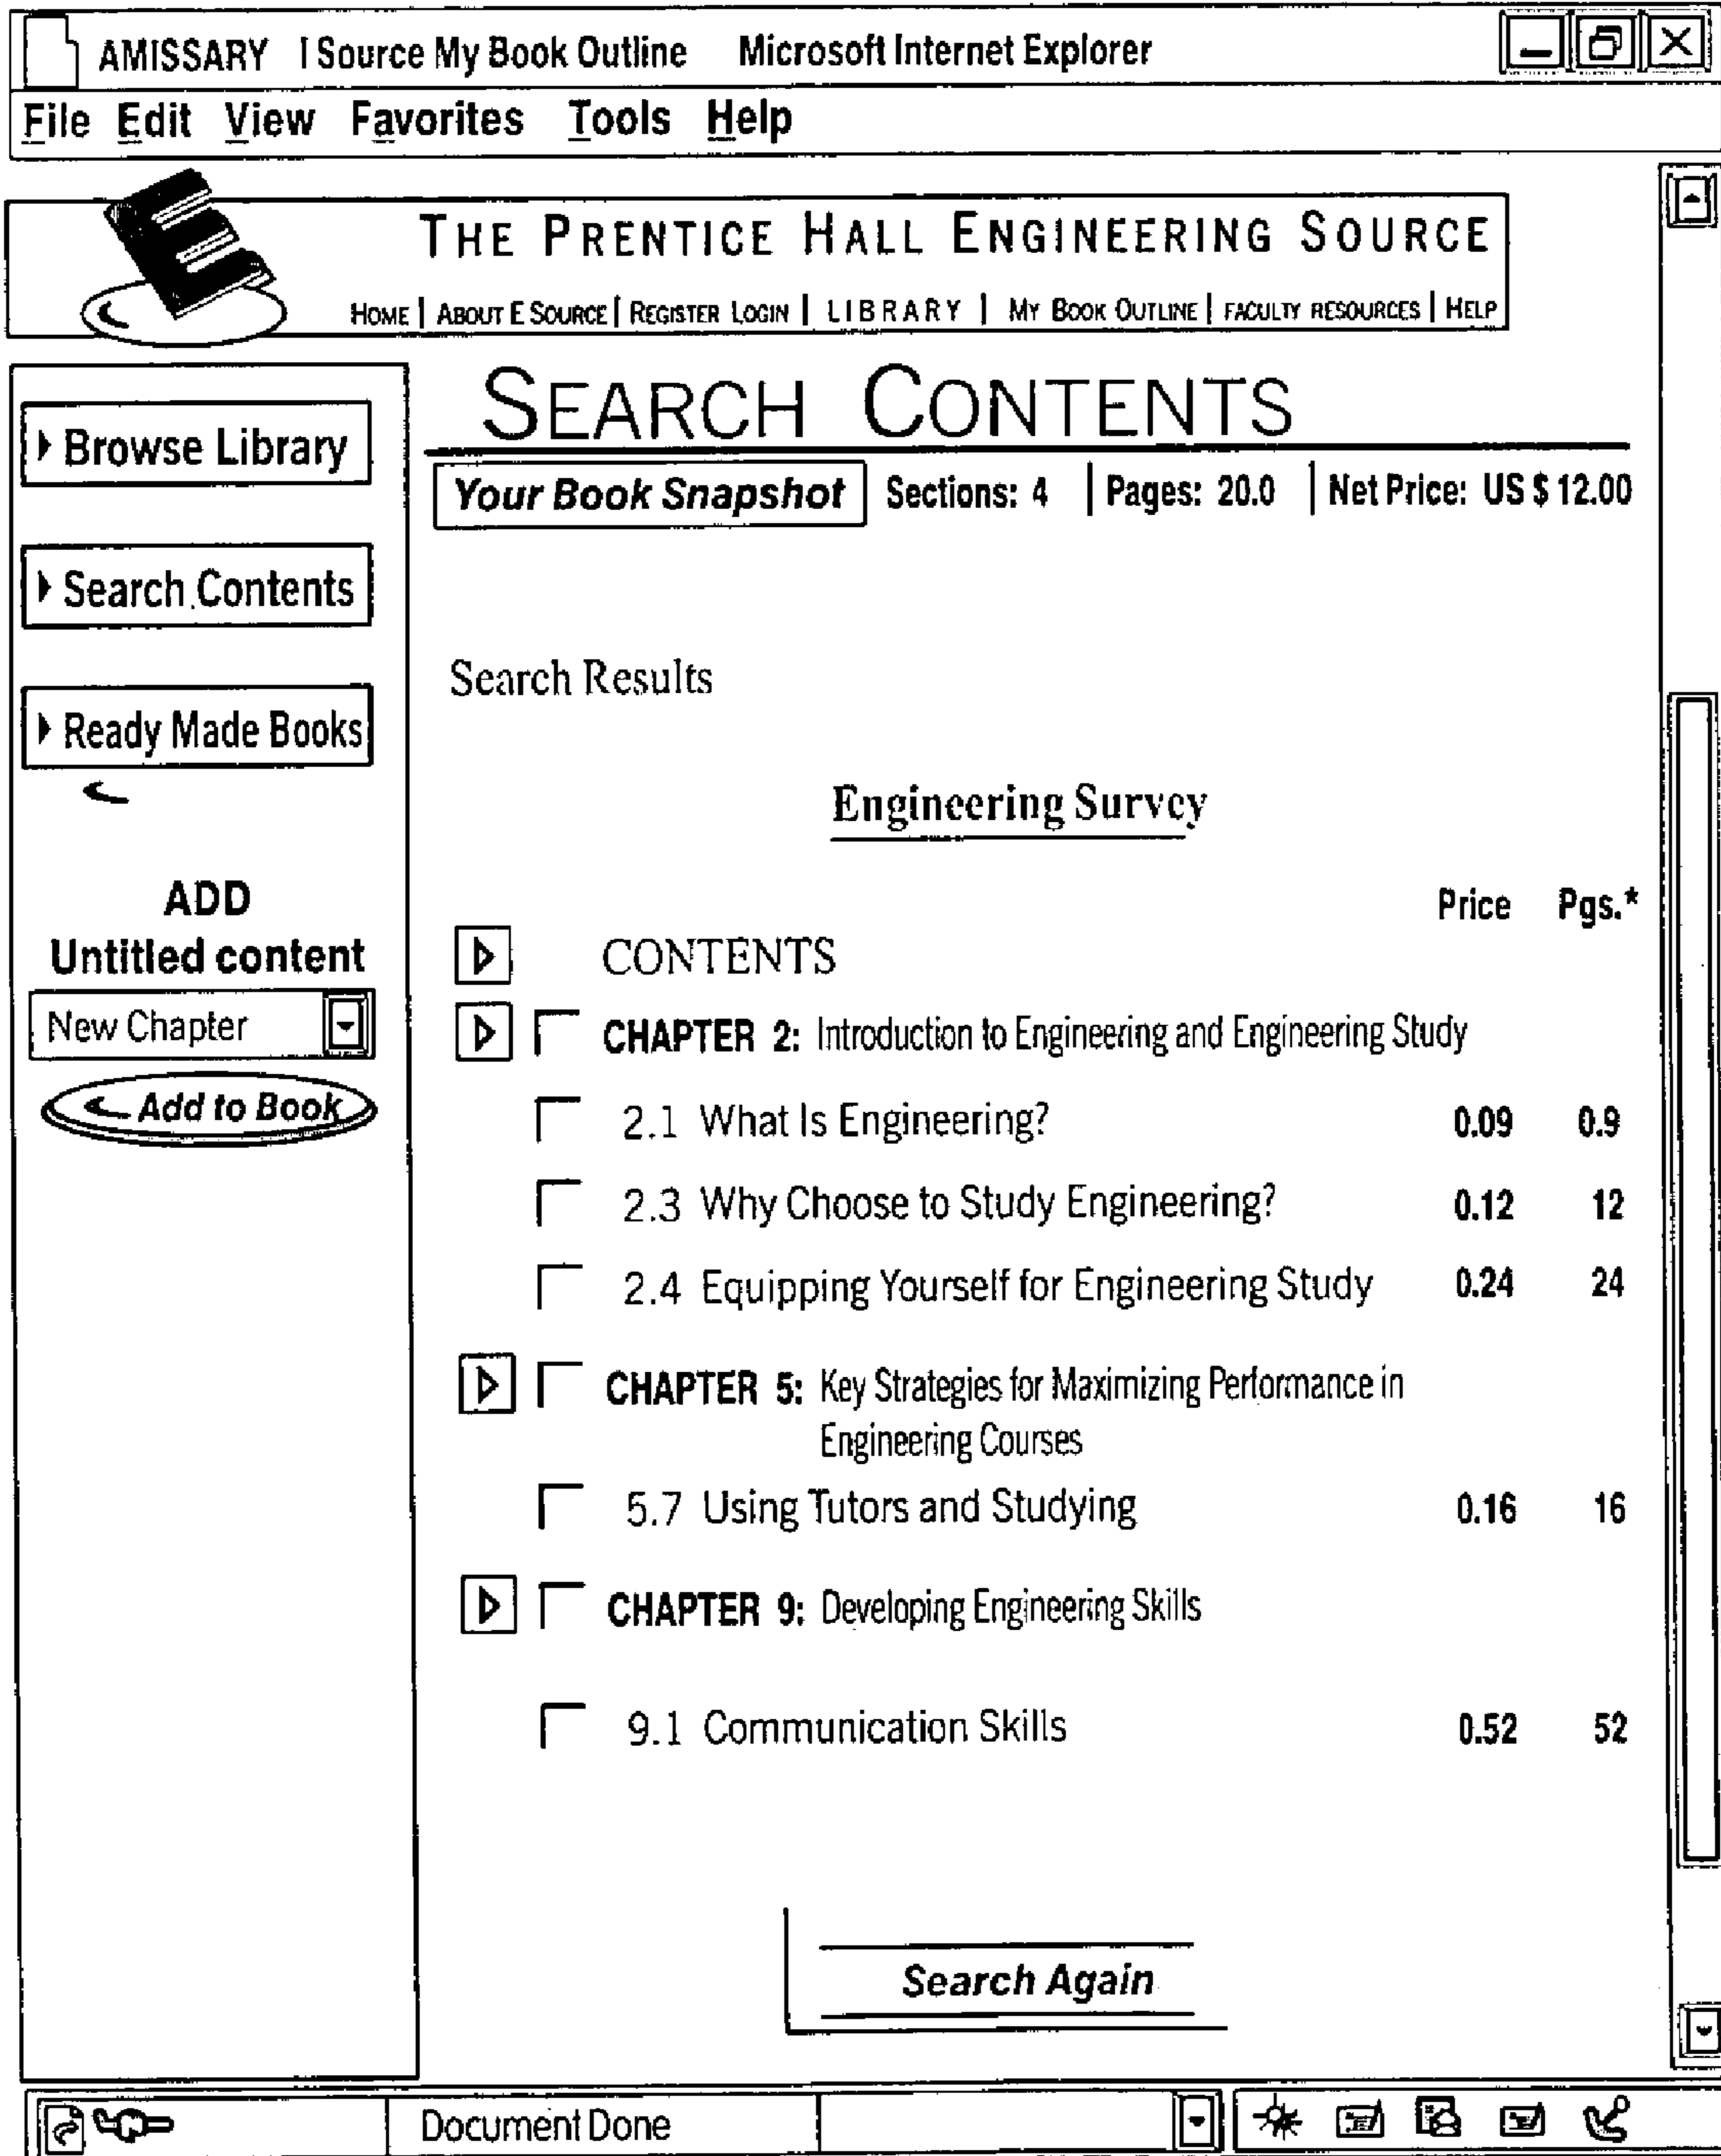 AMISSARY I Source My Book Outline Microsoft Internet Explorer
File Edit View Favorites Tools Help
THE PRENTICE HALL ENGINEERING SOURCE
HOME | ABOUT E SOURCE | REGISTER LOGIN | LIBRARY | MY BOOK OUTLINE | FACULTY RESOURCES | HELP
Browse Library
Search Contents
Ready Made Books
ADD
Untitled content
New Chapter
Add to Book
SEARCH CONTENTS
Your Book Snapshot Sections: 4 | Pages: 20.0 | Net Price: US $ 12.00
Search Results
Engineering Survey
Price Pgs.*
CONTENTS
CHAPTER 2: Introduction to Engineering and Engineering Study
2.1 What Is Engineering? 0.09 0.9
2.3 Why Choose to Study Engineering? 0.12 12
2.4 Equipping Yourself for Engineering Study 0.24 24
CHAPTER 5: Key Strategies for Maximizing Performance in
Engineering Courses
5.7 Using Tutors and Studying 0.16 16
CHAPTER 9: Developing Engineering Skills
9.1 Communication Skills 0.52 52
Search Again
Document Done